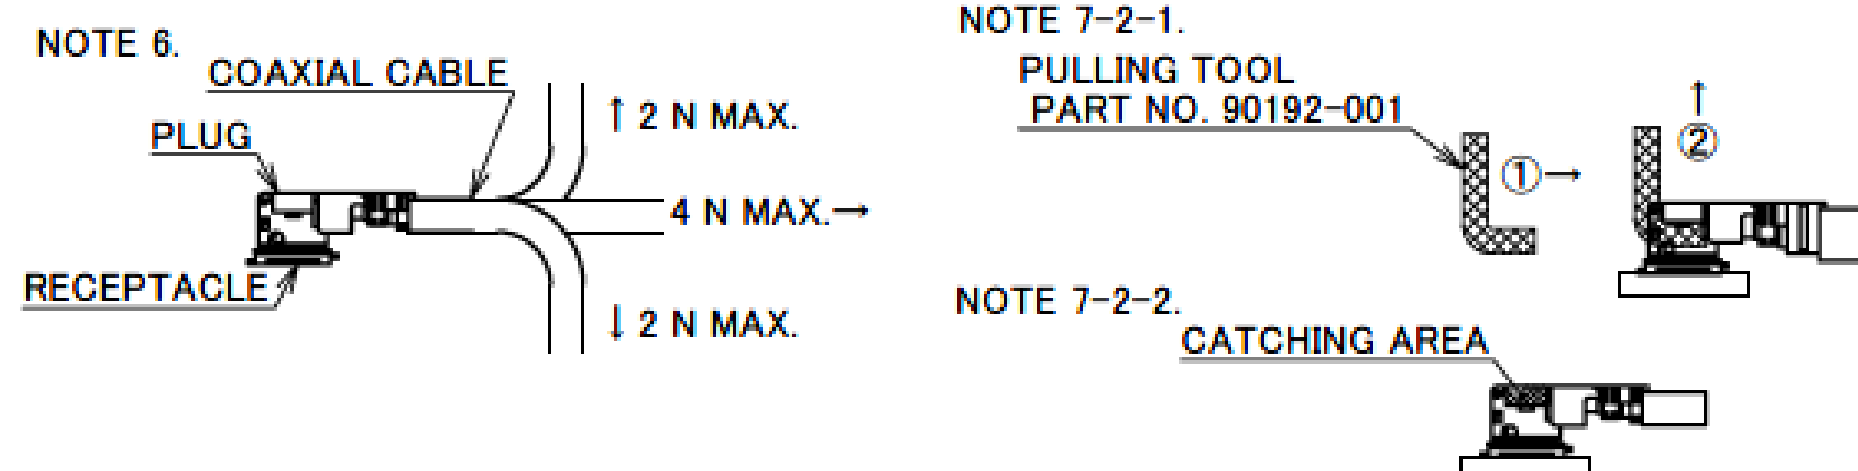 NOTE 6.
COAXIAL CABLE
↑ 2 N MAX.
PLUG
4 N MAX.→
RECEPTACLE
↓ 2 N MAX.
NOTE 7-2-1.
PULLING TOOL
PART NO. 90192-001
①→
↑
②
NOTE 7-2-2.
CATCHING AREA